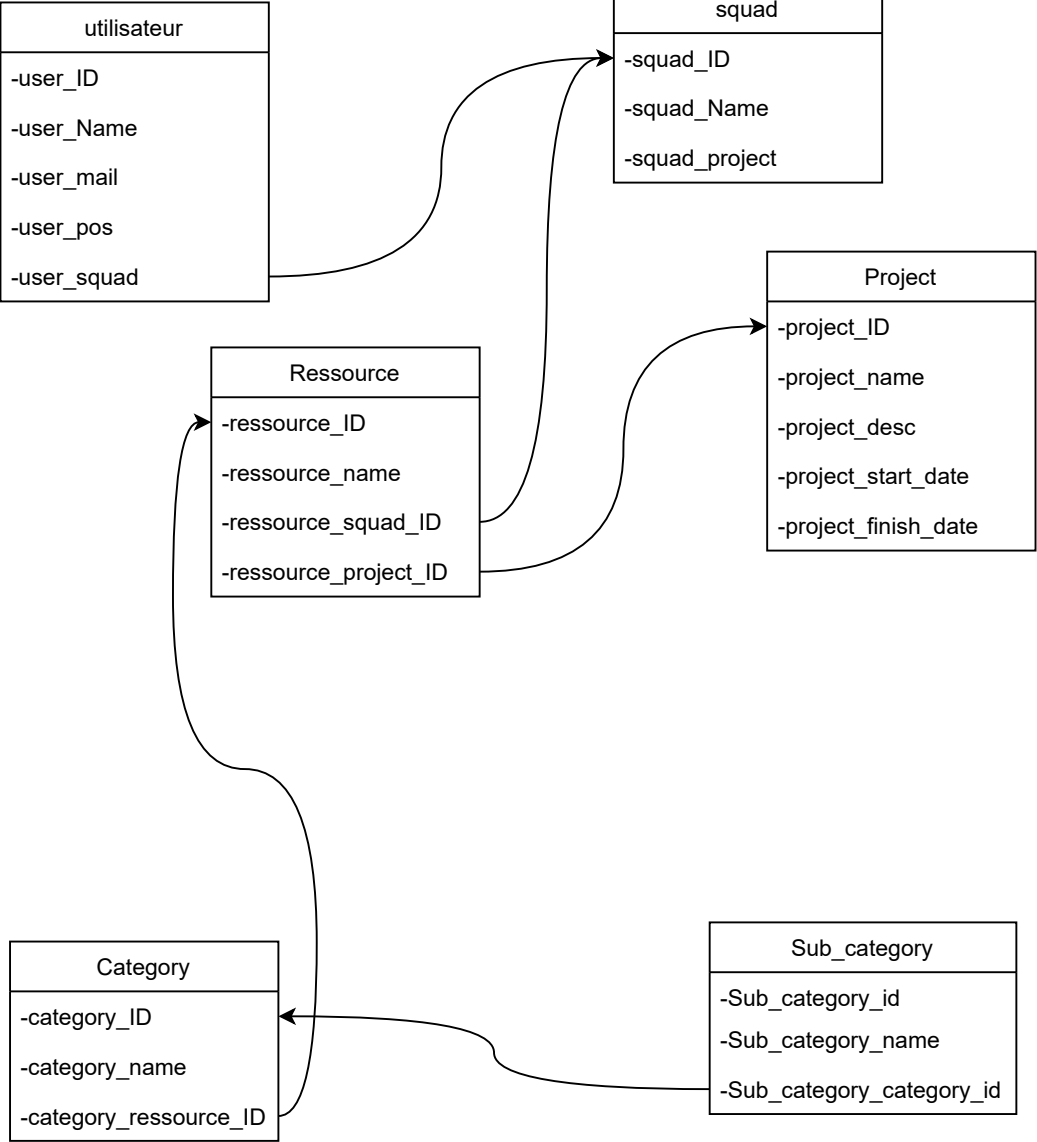 utilisateur
-user_ID
-user_Name
-user_mail
-user_pos
-user_squad
squad
-squad_ID
-squad_Name
-squad_project
Project
-project_ID
-project_name
-project_desc
-project_start_date
-project_finish_date
Ressource
-ressource_ID
-ressource_name
-ressource_squad_ID
-ressource_project_ID
Category
-category_ID
-category_name
-category_ressource_ID
Sub_category
-Sub_category_id
-Sub_category_name
-Sub_category_category_id